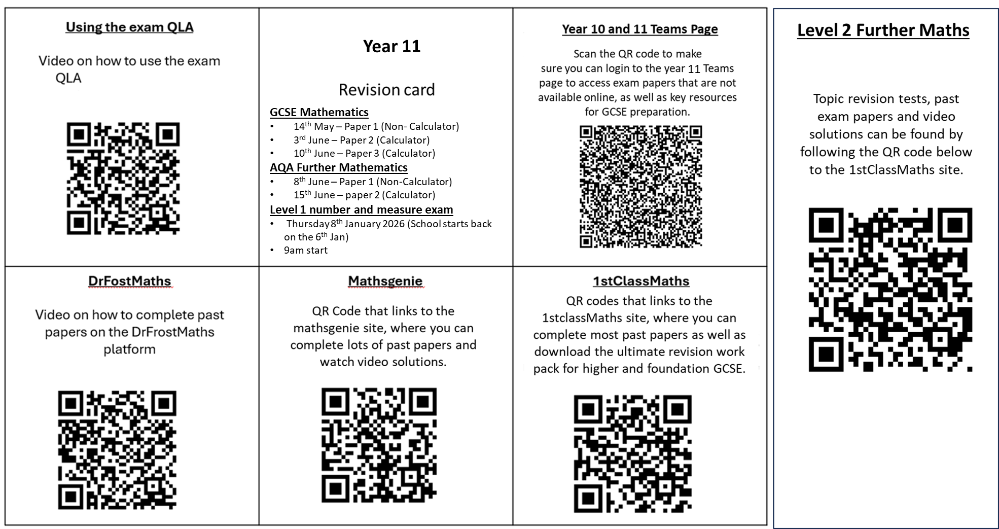 Using the exam QLA
Video on how to use the exam
QLA
Year 11
Revision card
GCSE Mathematics
• 14th May – Paper 1 (Non- Calculator)
• 3rd June – Paper 2 (Calculator)
• 10th June – Paper 3 (Calculator)
AQA Further Mathematics
• 8th June – Paper 1 (Non-Calculator)
• 15th June – paper 2 (Calculator)
Level 1 number and measure exam
• Thursday 8th January 2026 (School starts back
on the 6th Jan)
• 9am start
Year 10 and 11 Teams Page
Scan the QR code to make
sure you can login to the year 11 Teams
page to access exam papers that are not
available online, as well as key resources
for GCSE preparation.
Level 2 Further Maths
Topic revision tests, past
exam papers and video
solutions can be found by
following the QR code below
to the 1stClassMaths site.
DrFostMaths
Video on how to complete past
papers on the DrFrostMaths
platform
Mathsgenie
QR Code that links to the
mathsgenie site, where you can
complete lots of past papers and
watch video solutions.
1stClassMaths
QR codes that links to the
1stclassMaths site, where you can
complete most past papers as well as
download the ultimate revision work
pack for higher and foundation GCSE.